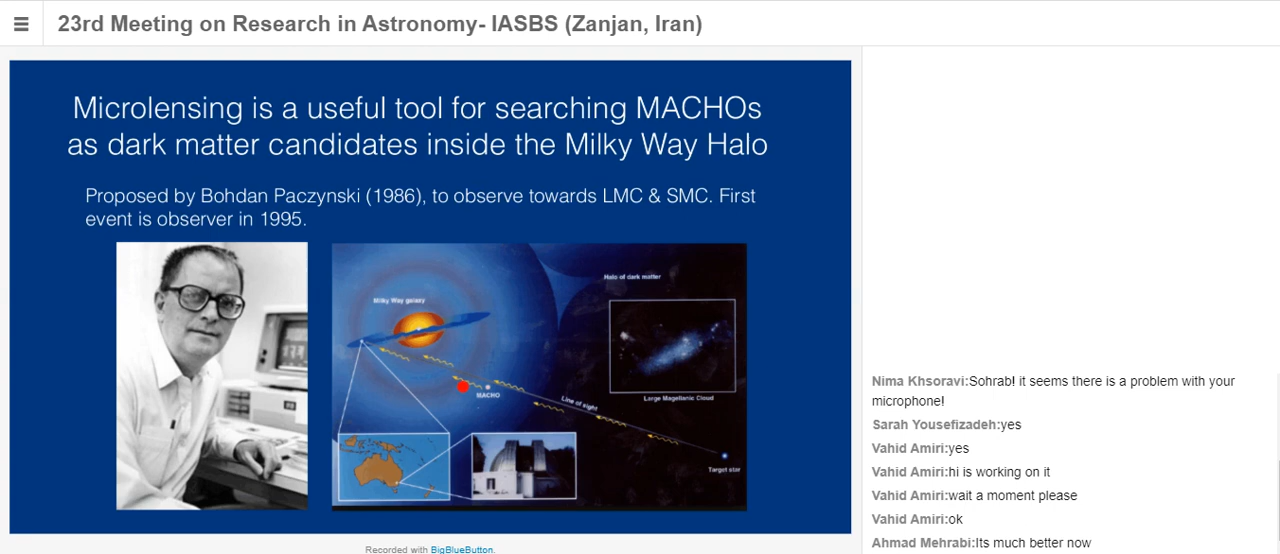 23rd Meeting on Research in Astronomy- IASBS (Zanjan, Iran)
Microlensing is a useful tool for searching MACHOs
as dark matter candidates inside the Milky Way Halo
Proposed by Bohdan Paczynski (1986), to observe towards LMC & SMC. First
event is observer in 1995.
Halo of dark matter
Milky Way galaxy
MACHO
Line of sight
Large Magellanic Cloud
Target star
Recorded with BigBlueButton.
Nima Khsoravi:Sohrab! it seems there is a problem with your
microphone!
Sarah Yousefizadeh:yes
Vahid Amiri:yes
Vahid Amiri:hi is working on it
Vahid Amiri:wait a moment please
Vahid Amiri:ok
Ahmad Mehrabi:Its much better now